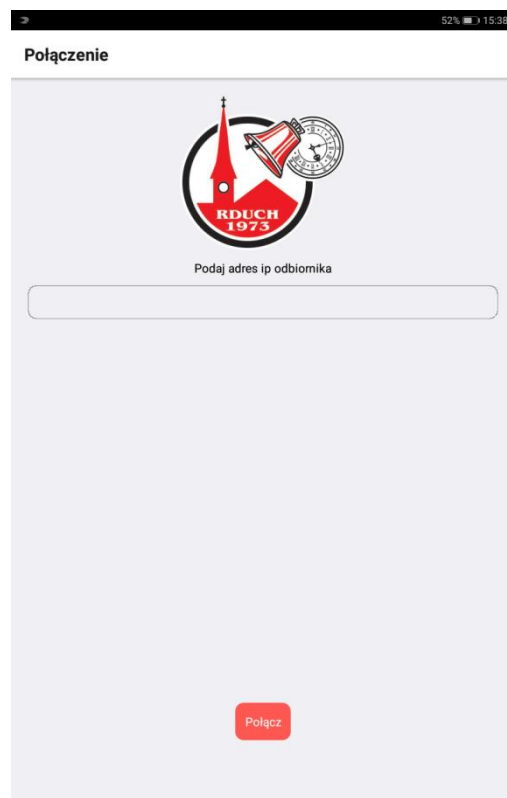 52% 15:38
Połączenie
RDUCH
1973
Podaj adres ip odbiornika
Połącz